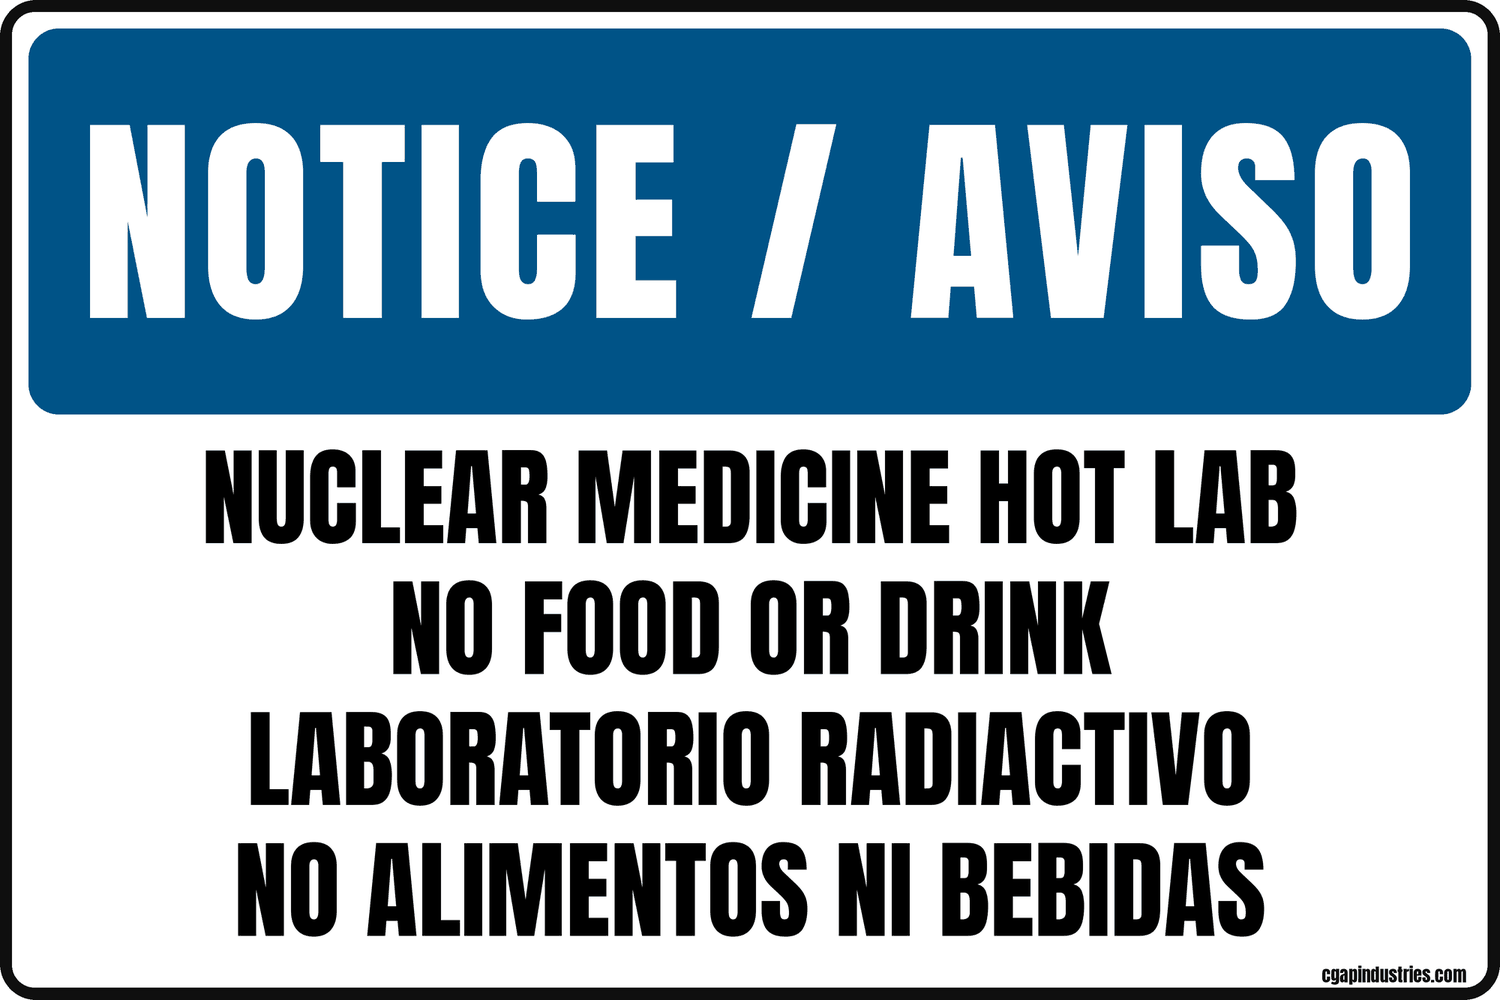 NOTICE / AVISO
NUCLEAR MEDICINE HOT LAB
NO FOOD OR DRINK
LABORATORIO RADIACTIVO
NO ALIMENTOS NI BEBIDAS
cgapindustries.com